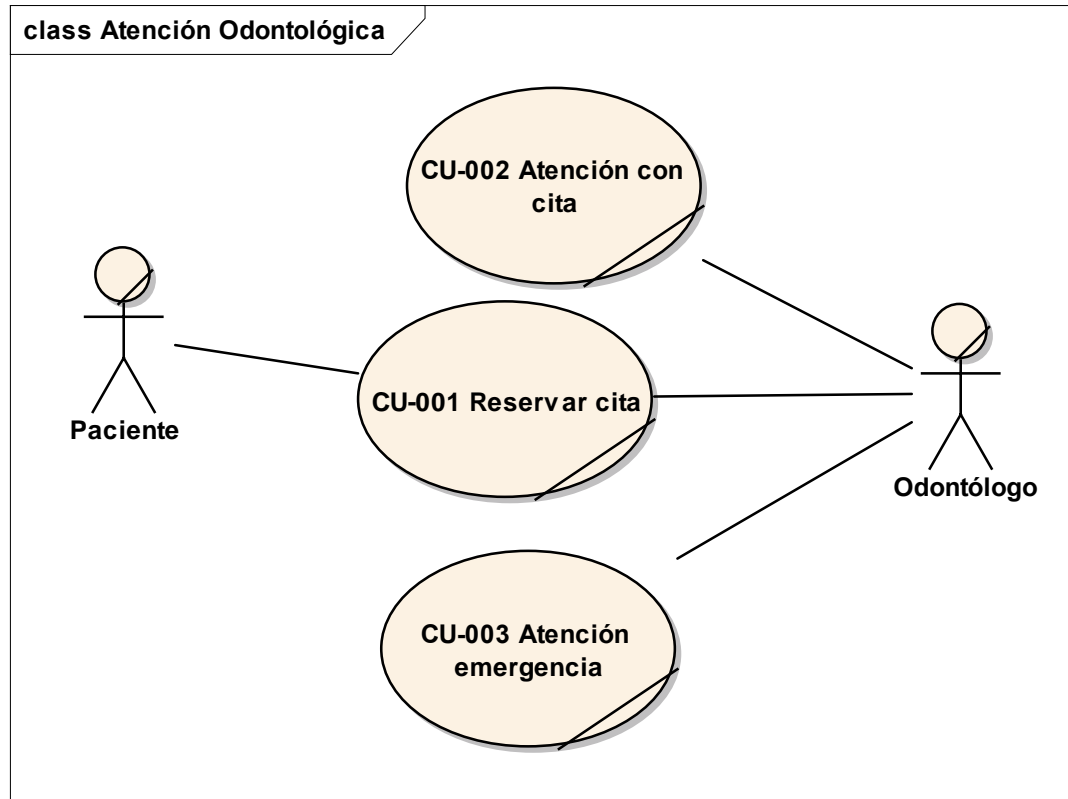 class Atención Odontológica
CU-002 Atención con
cita
Paciente
CU-001 Reservar cita
Odontólogo
CU-003 Atención
emergencia